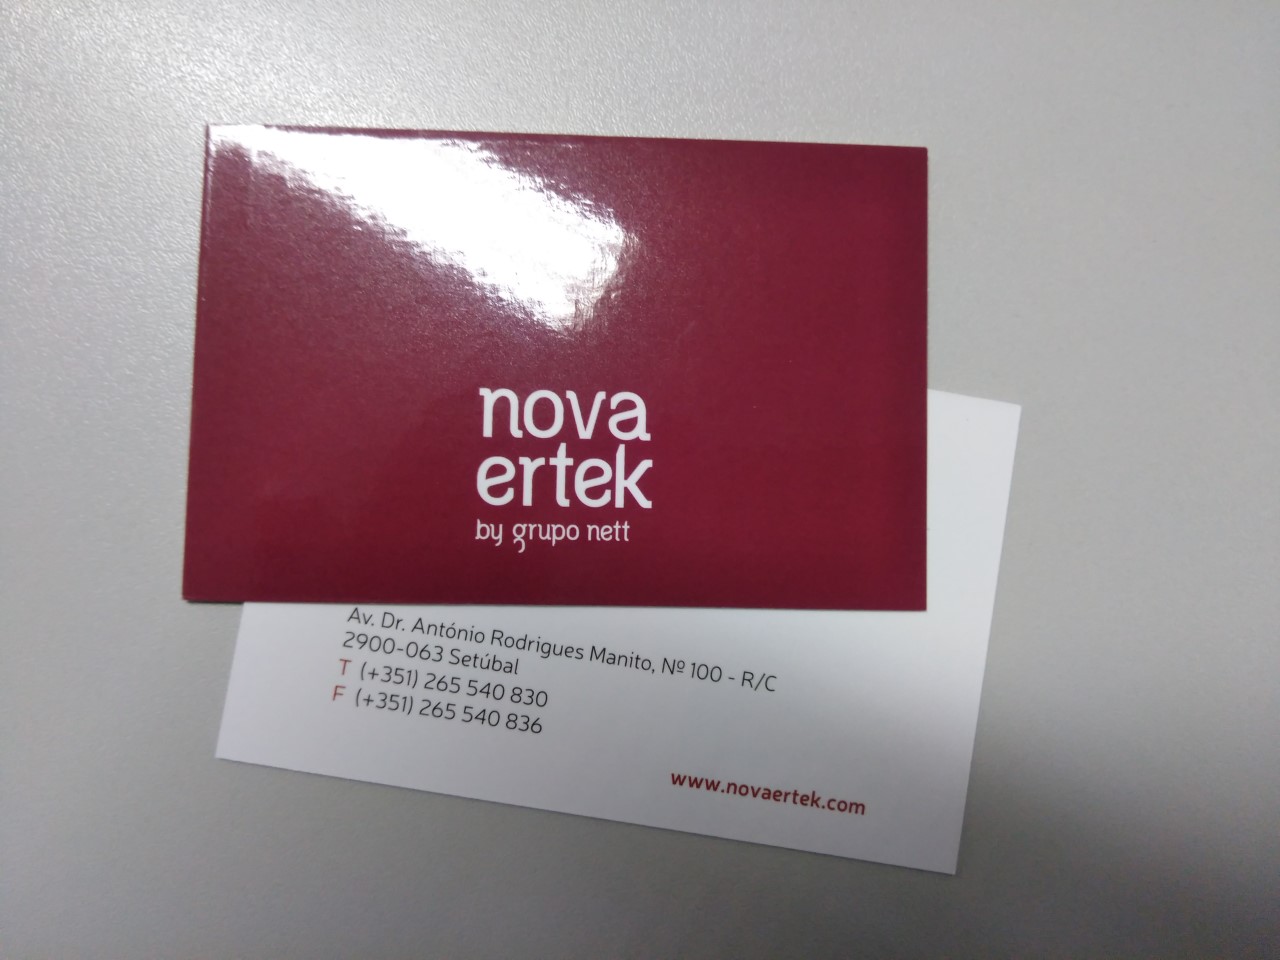 nova
ertek
by grupo nett
Av. Dr. António Rodrigues Manito, Nº 100 - R/C
2900-063 Setúbal
T (+351) 265 540 830
F (+351) 265 540 836
www.novaertek.com